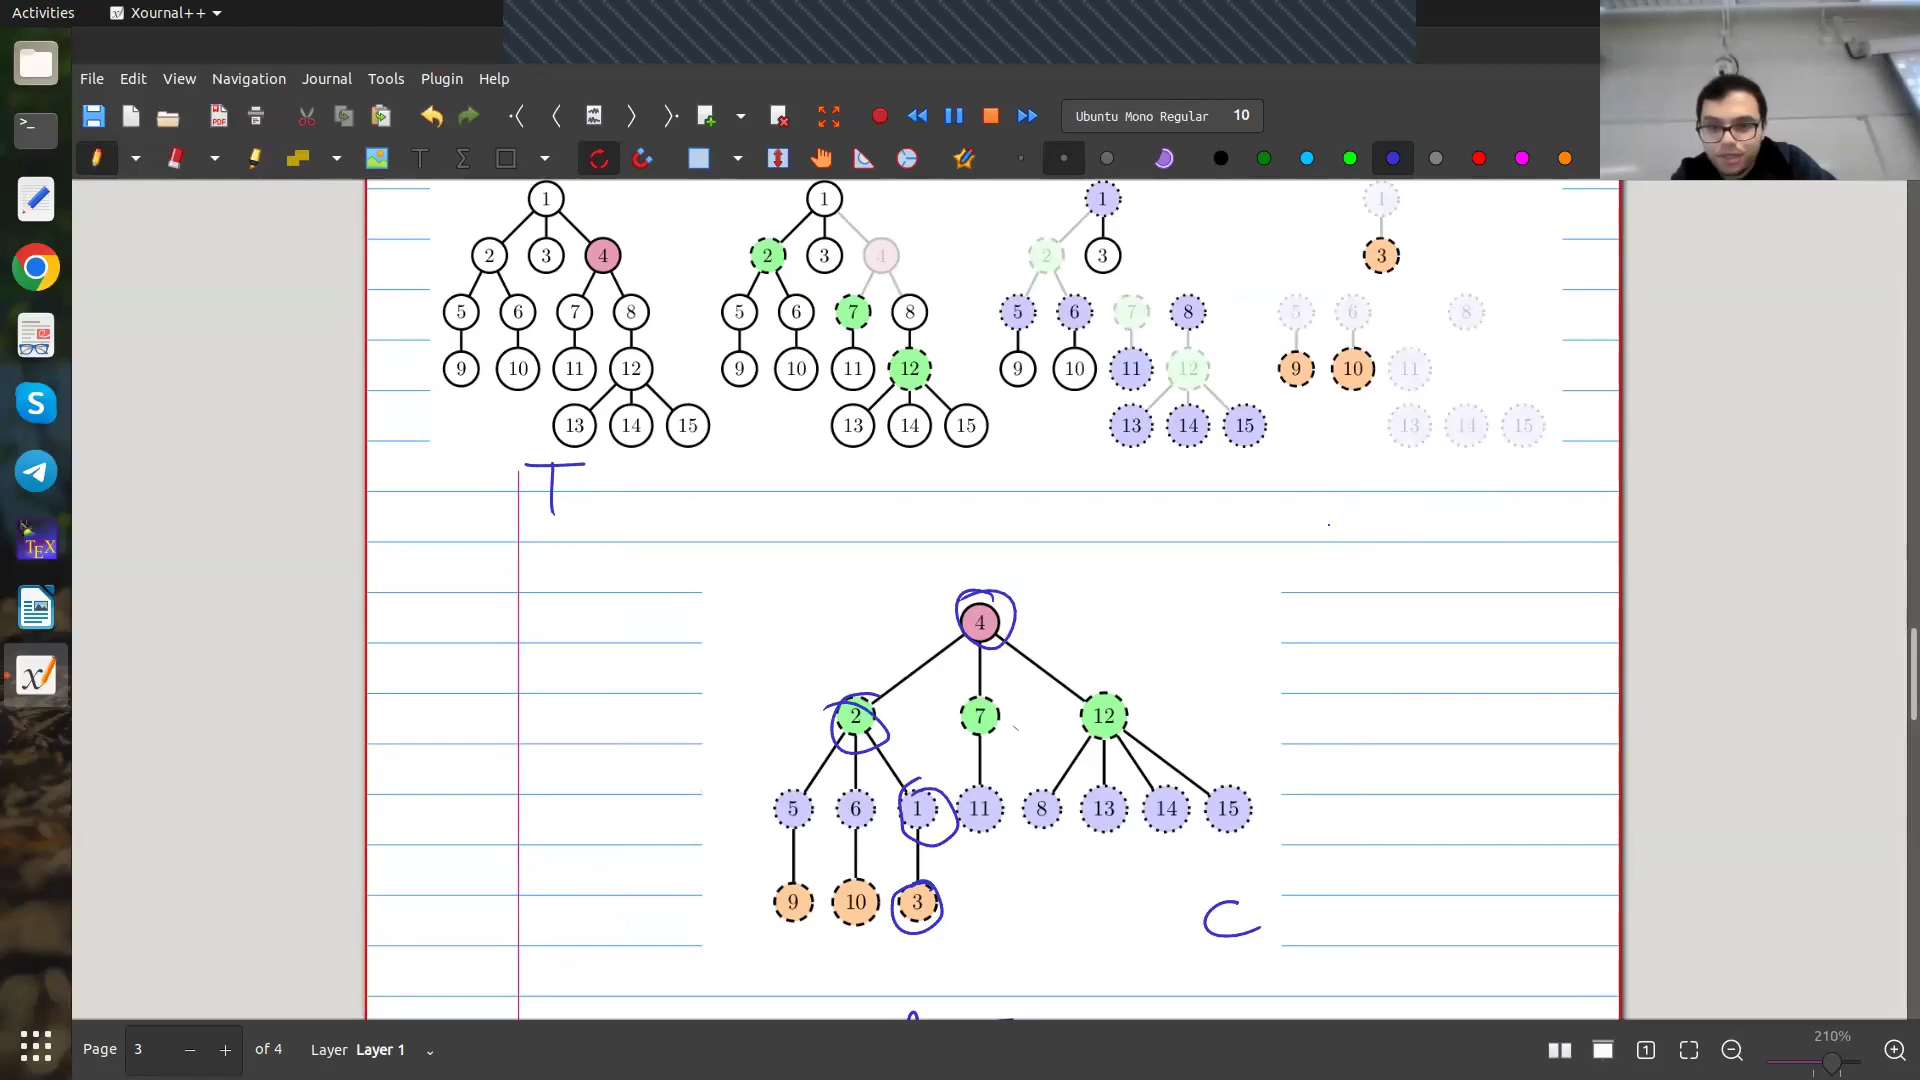 Activities Xournal++
File Edit View Navigation Journal Tools Plugin Help
Ubuntu Mono Regular 10
1 1 1 1
2 3 4 2 3 4 2 3 3
5 6 7 8 5 6 7 8 5 6 7 8 5 6 8
9 10 11 12 9 10 11 12 9 10 11 12 9 10 11
13 14 15 13 14 15 13 14 15 13 14 15
T
4
2 7 12
5 6 1 11 8 13 14 15
9 10 3
C
Page 3 of 4 Layer Layer 1 210%